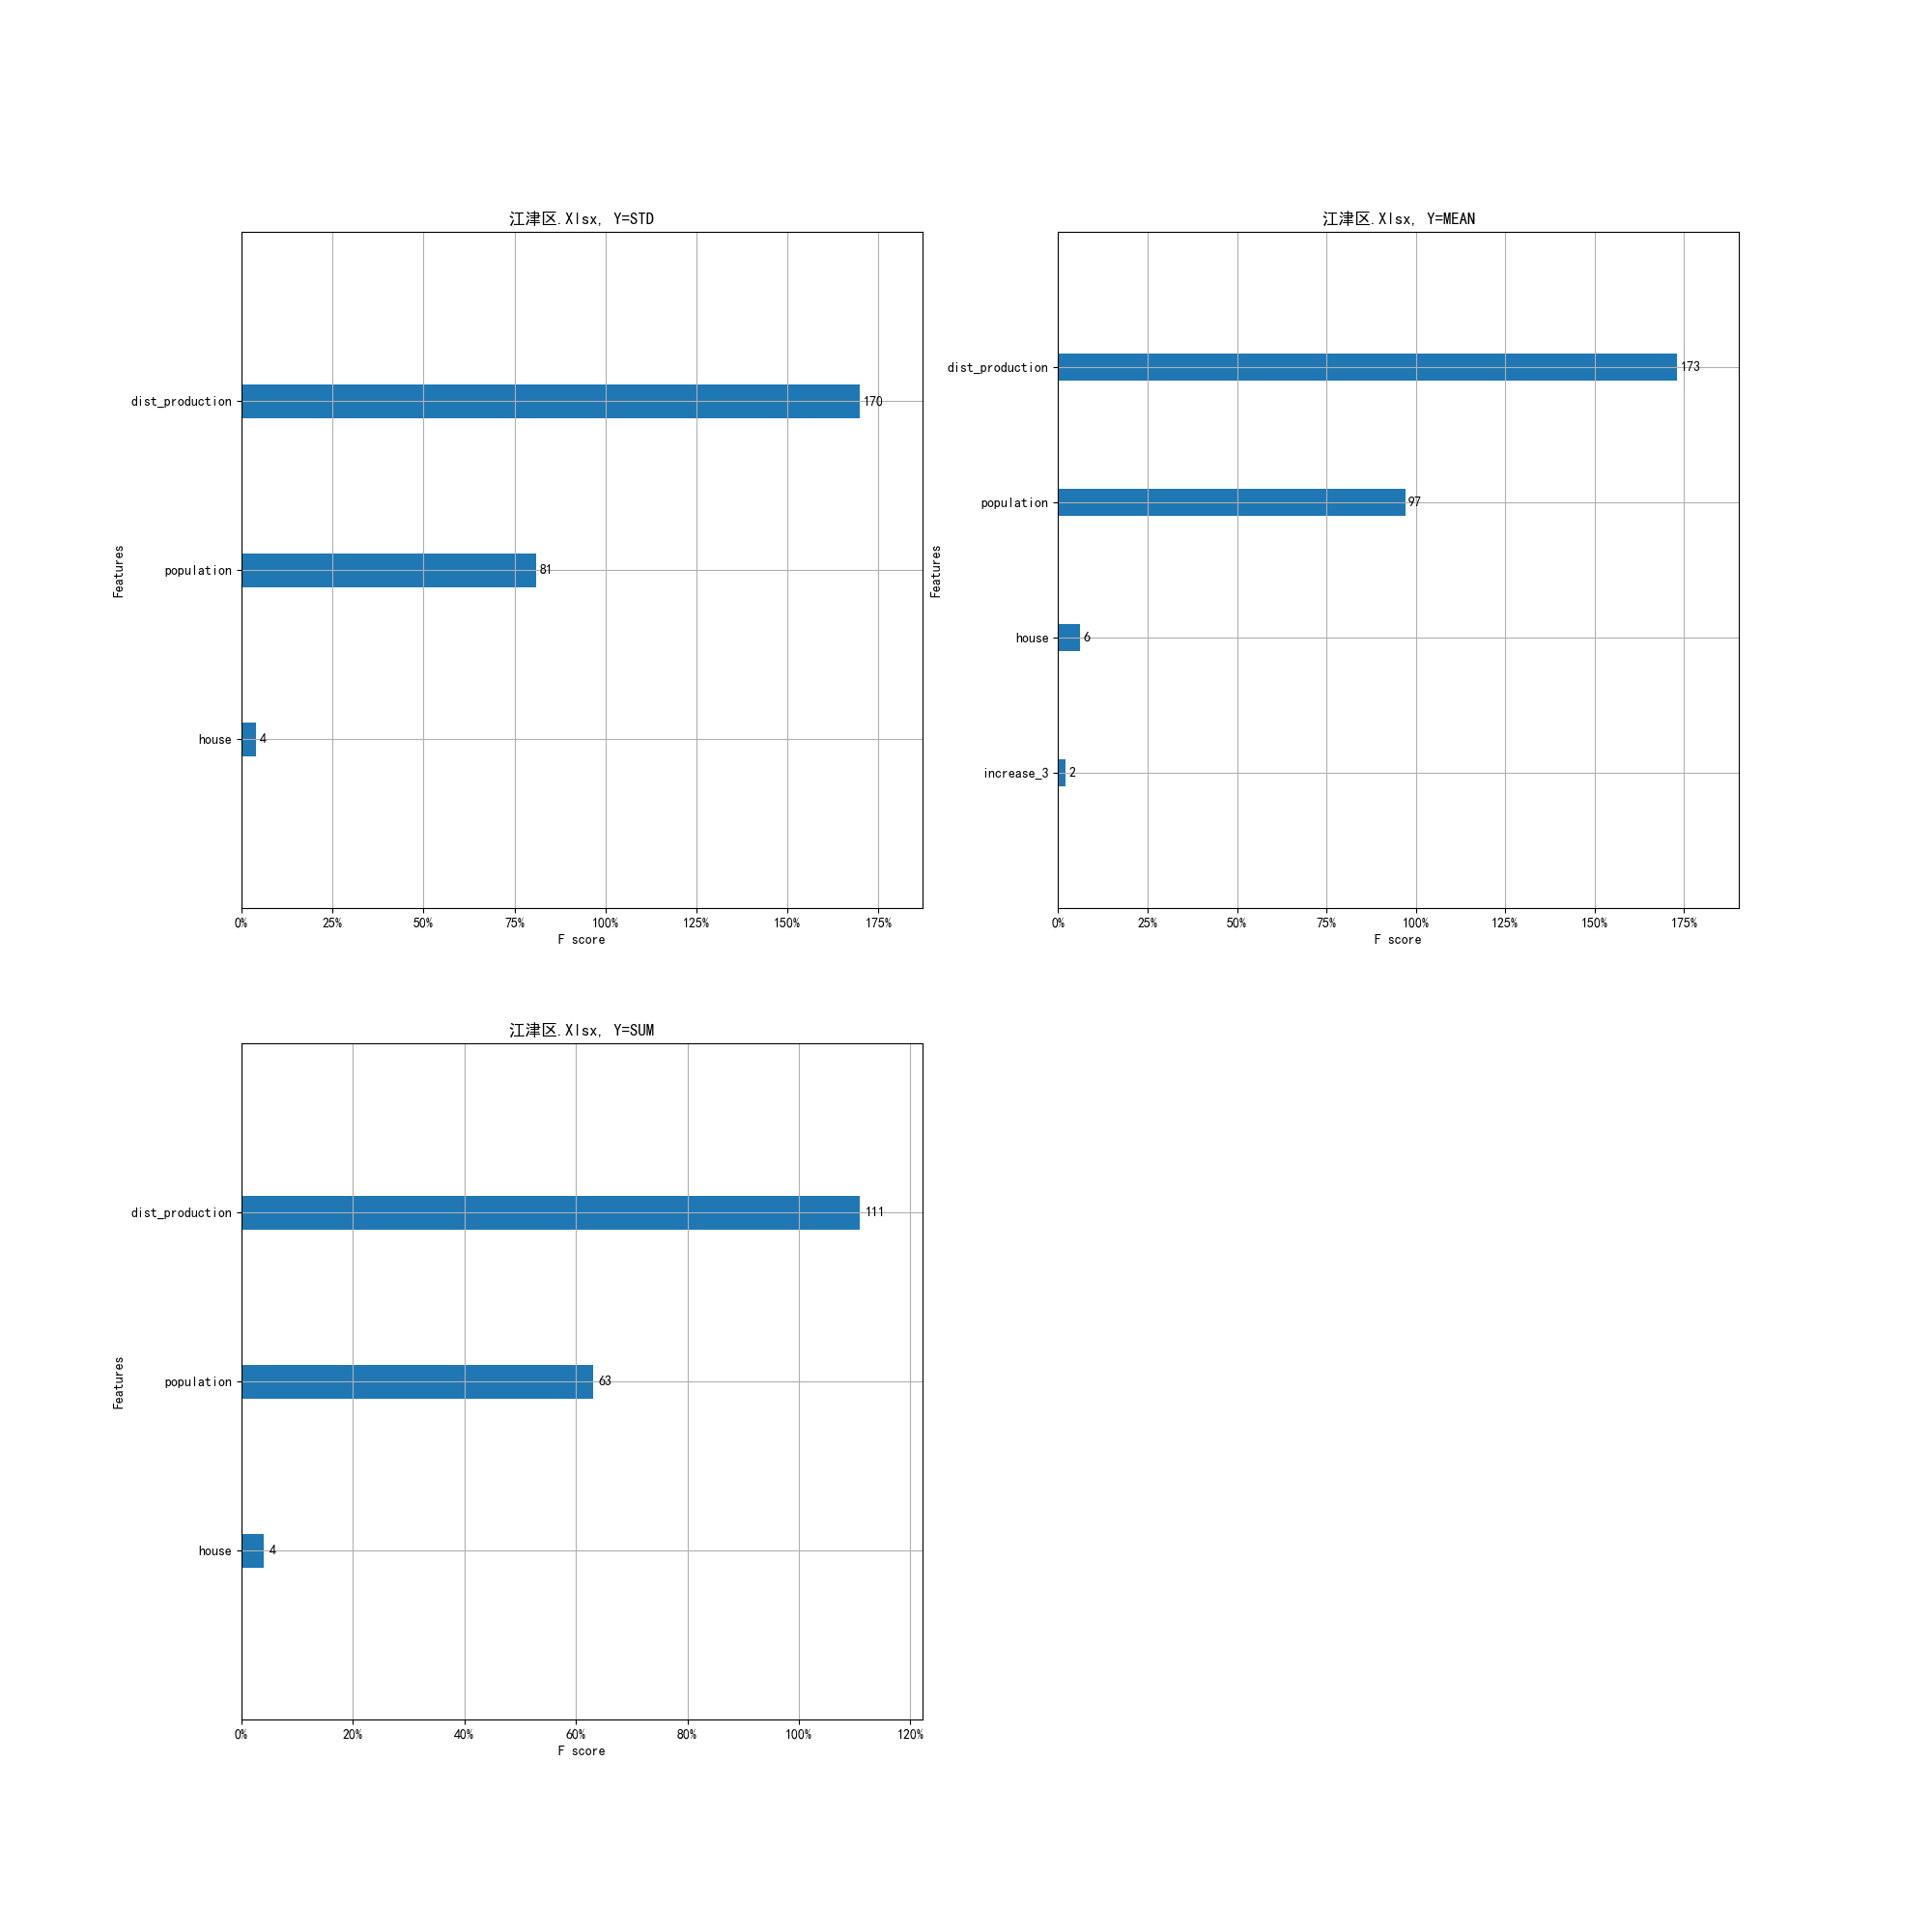 江津区.Xlsx, Y=STD
Features
dist_production
170
population
81
house
4
0% 25% 50% 75% 100% 125% 150% 175%
F score
江津区.Xlsx, Y=MEAN
Features
dist_production
173
population
97
house
6
increase_3
2
0% 25% 50% 75% 100% 125% 150% 175%
F score
江津区.Xlsx, Y=SUM
Features
dist_production
111
population
63
house
4
0% 20% 40% 60% 80% 100% 120%
F score